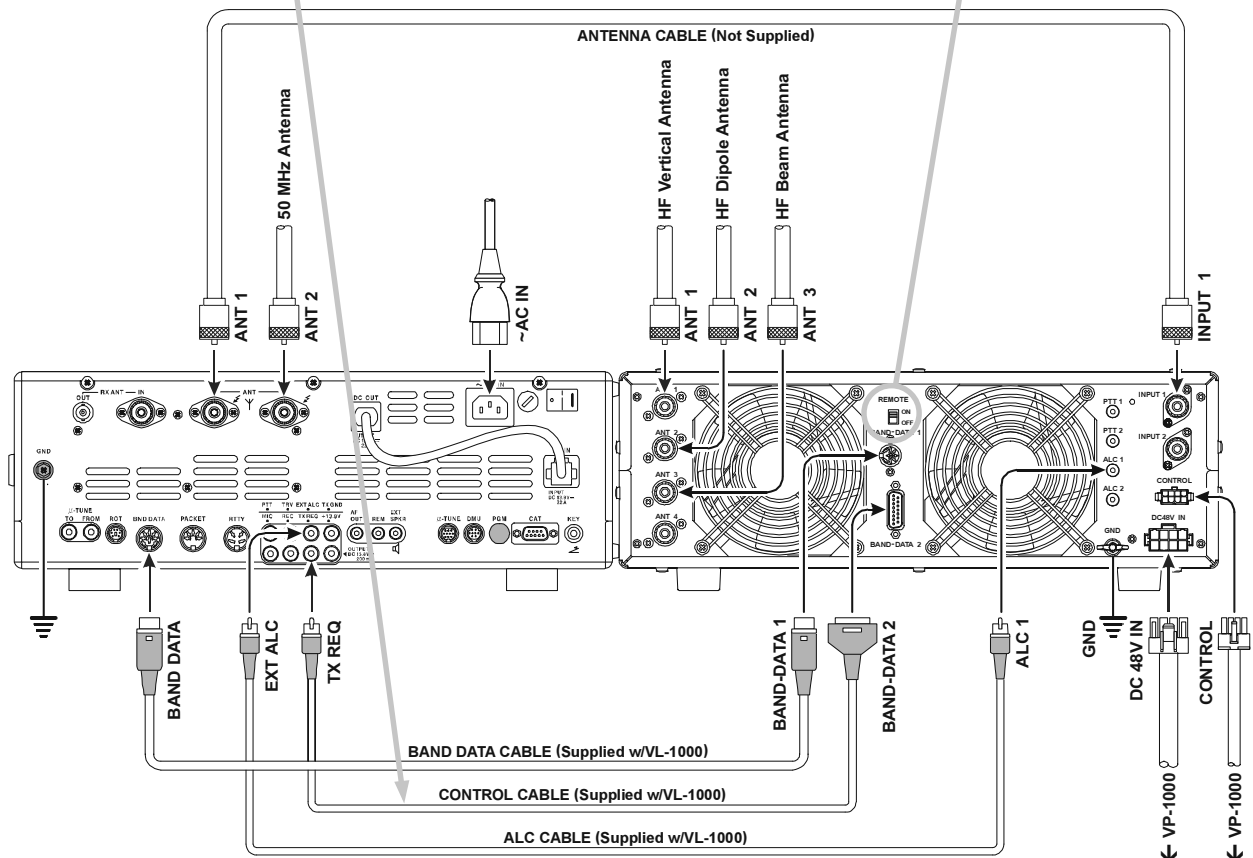 ANTENNA CABLE (Not Supplied)
50 MHz Antenna
HF Vertical Antenna
HF Dipole Antenna
HF Beam Antenna
ANT 1
ANT 2
~AC IN
ANT 1
ANT 2
ANT 3
INPUT 1
RX ANT
IN
OUT
ANT
GND
DC OUT
INPUT
µ-TUNE
TO
FROM
ROT
BND DATA
PACKET
RTTY
PTT
TRV
EXT ALC
TX GND
MIC
REC
TX REQ
+13.8V
AF OUT
REM
EXT SPKR
µ-TUNE
DMU
PGM
CAT
KEY
ANT 2
ANT 3
ANT 4
REMOTE
ON
OFF
BAND-DATA 1
BAND-DATA 2
PTT 1
PTT 2
ALC 1
ALC 2
INPUT 1
INPUT 2
CONTROL
DC48V IN
GND
BAND DATA
EXT ALC
TX REQ
BAND-DATA 1
BAND-DATA 2
ALC 1
GND
DC 48V IN
CONTROL
BAND DATA CABLE (Supplied w/VL-1000)
CONTROL CABLE (Supplied w/VL-1000)
ALC CABLE (Supplied w/VL-1000)
VP-1000
VP-1000